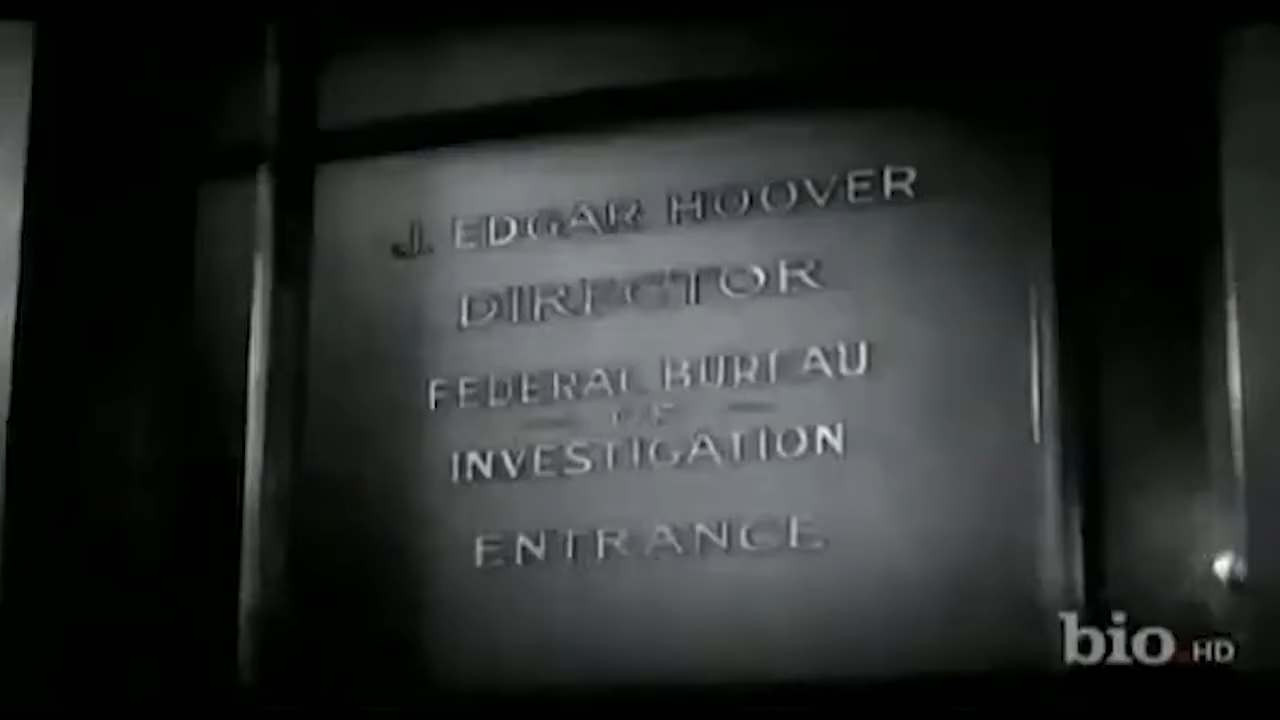 J. EDGAR HOOVER
DIRECTOR
FEDERAL BUREAU
OF
INVESTIGATION
ENTRANCE
bio.HD